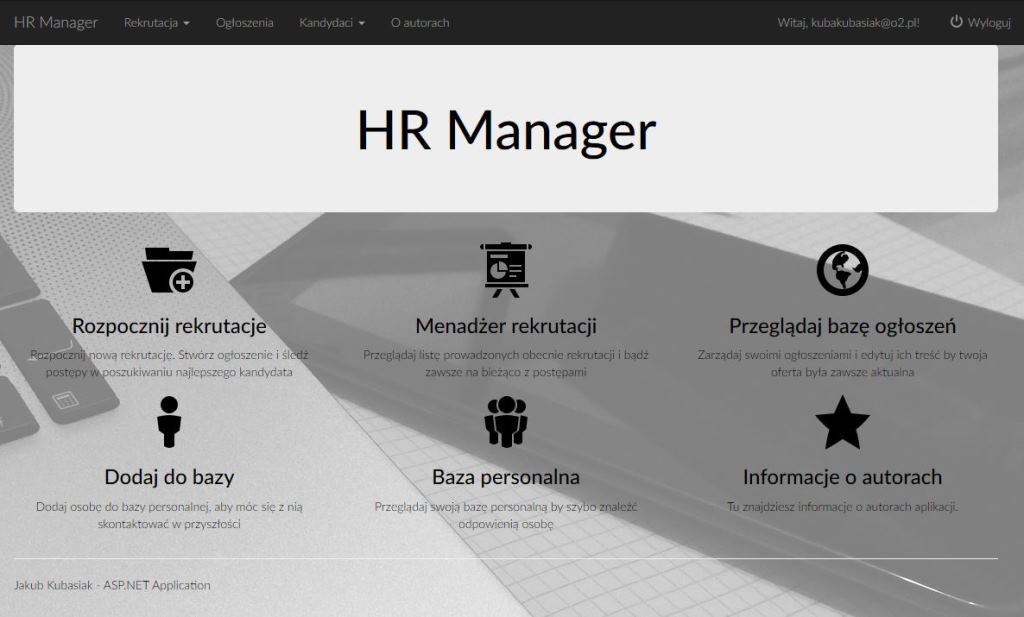 HR Manager Rekrutacja Ogłoszenia Kandydaci O autorach Witaj, kubakubasiak@o2.pl! Wyloguj
HR Manager
Rozpocznij rekrutacje
Rozpocznij nową rekrutację. Stwórz ogłoszenie i śledź
postępy w poszukiwaniu najlepszego kandydata
Menadżer rekrutacji
Przeglądaj listę prowadzonych obecnie rekrutacji i bądź
zawsze na bieżąco z postępami
Przeglądaj bazę ogłoszeń
Zarządaj swoimi ogłoszeniami i edytuj ich treść by twoja
oferta była zawsze aktualna
Dodaj do bazy
Dodaj osobę do bazy personalnej, aby móc się z nią
skontaktować w przyszłości
Baza personalna
Przeglądaj swoją bazę personalną by szybo znaleźć
odpowienią osobę
Informacje o autorach
Tu znajdziesz informacje o autorach aplikacji.
Jakub Kubasiak - ASP.NET Application